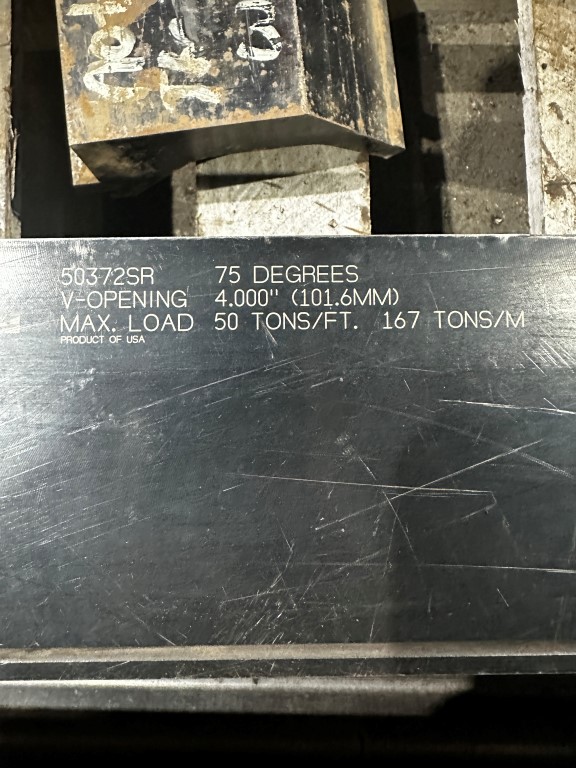 50372SR 75 DEGREES
V-OPENING 4.000" (101.6MM)
MAX. LOAD 50 TONS/FT. 167 TONS/M
PRODUCT OF USA